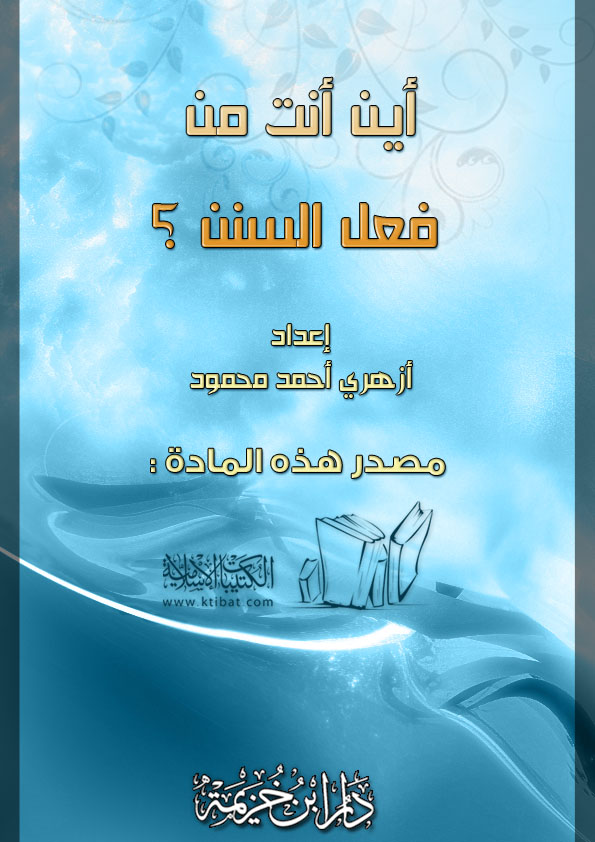 أين أنت من
فعل السنن ؟
إعداد
أزهري أحمد محمود
مصدر هذه المادة :
الكتيبات الإسلامية
www.ktibat.com
دار ابن خزيمة